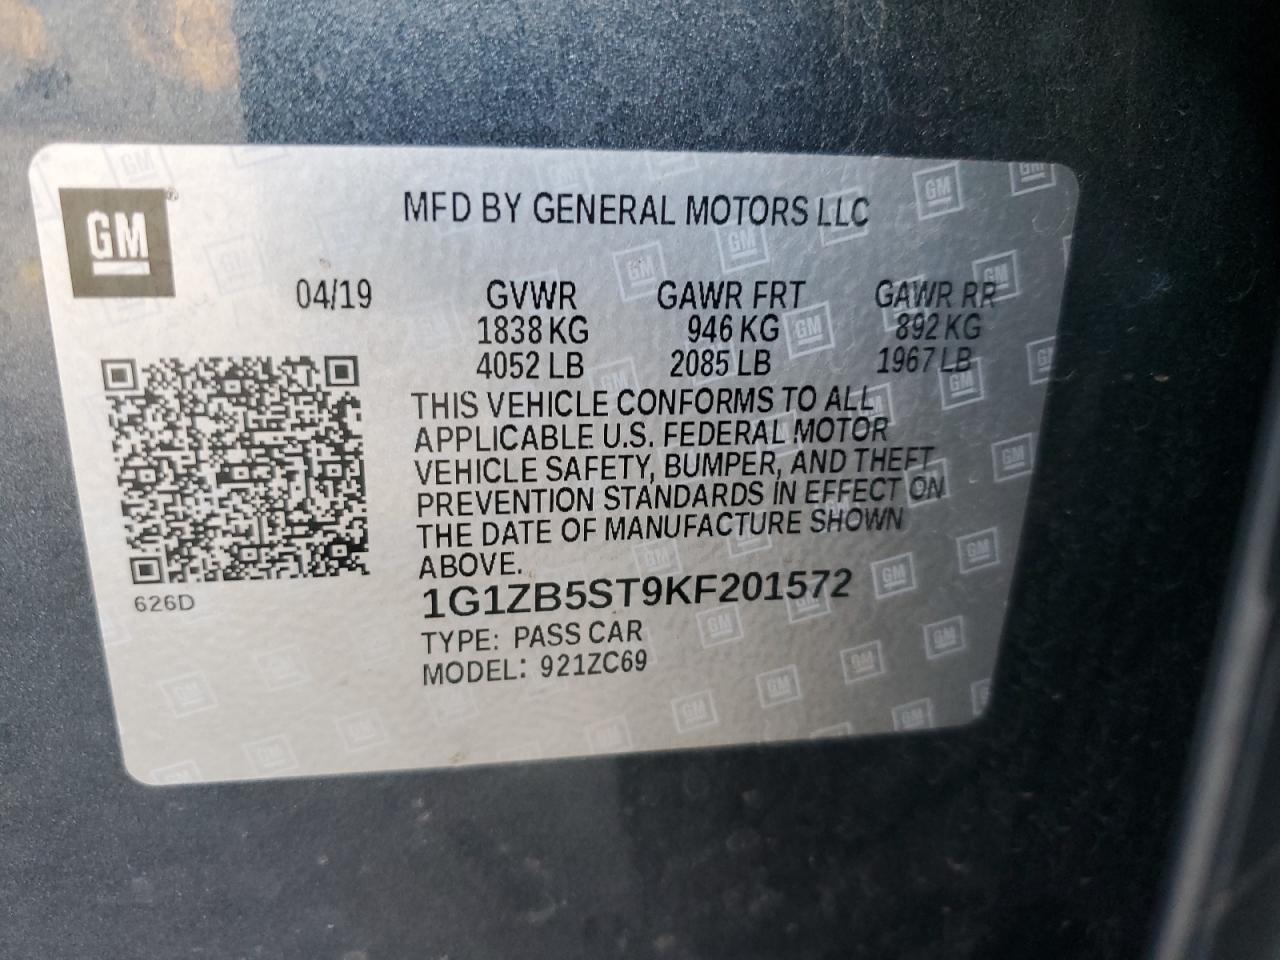 GM
MFD BY GENERAL MOTORS LLC
04/19 GVWR GAWR FRT GAWR RR
1838 KG 946 KG 892 KG
4052 LB 2085 LB 1967 LB
THIS VEHICLE CONFORMS TO ALL
APPLICABLE U.S. FEDERAL MOTOR
VEHICLE SAFETY, BUMPER, AND THEFT
PREVENTION STANDARDS IN EFFECT ON
THE DATE OF MANUFACTURE SHOWN
ABOVE.
626D
1G1ZB5ST9KF201572
TYPE: PASS CAR
MODEL: 921ZC69